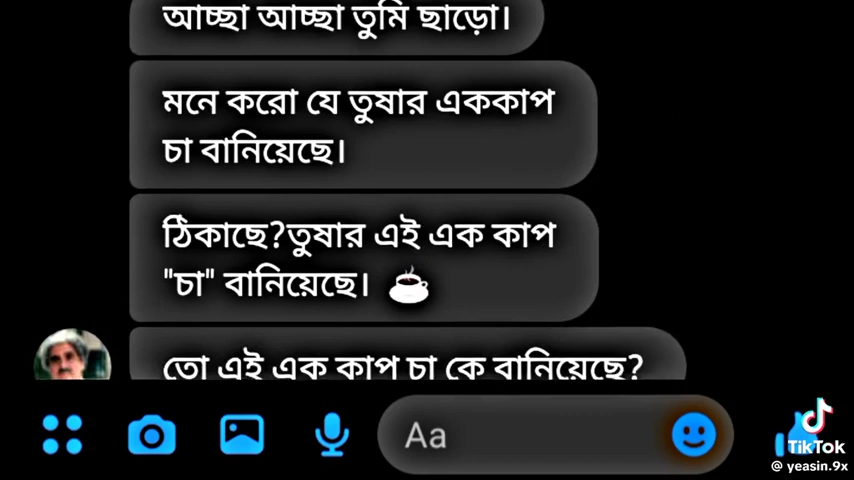 আচ্ছা আচ্ছা তুমি ছাড়ো।
মনে করো যে তুষার এককাপ
চা বানিয়েছে।
ঠিকাছে?তুষার এই এক কাপ
"চা" বানিয়েছে। ☕
তো এই এক কাপ চা কে বানিয়েছে?
Aa
TikTok
@ yeasin.9x